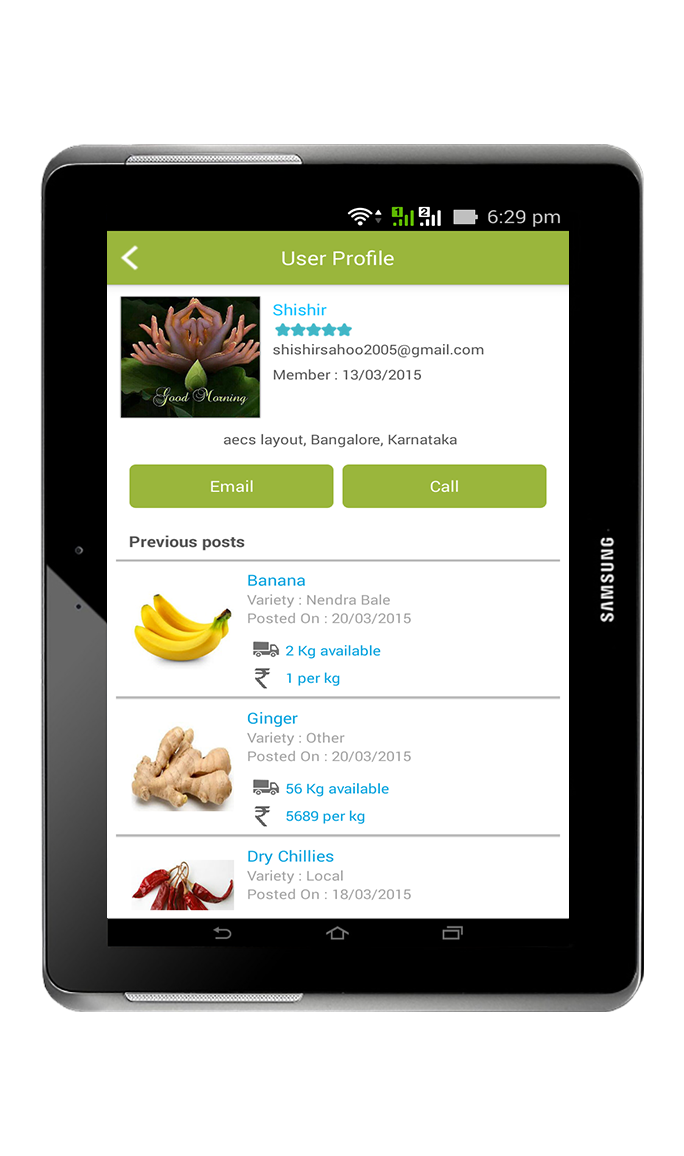 1 2 6:29 pm
User Profile
Shishir
shishirsahoo2005@gmail.com
Member : 13/03/2015
Good Morning
aecs layout, Bangalore, Karnataka
Email Call
Previous posts
Banana
Variety : Nendra Bale
Posted On : 20/03/2015
2 Kg available
₹ 1 per kg
Ginger
Variety : Other
Posted On : 20/03/2015
56 Kg available
₹ 5689 per kg
Dry Chillies
Variety : Local
Posted On : 18/03/2015
SAMSUNG